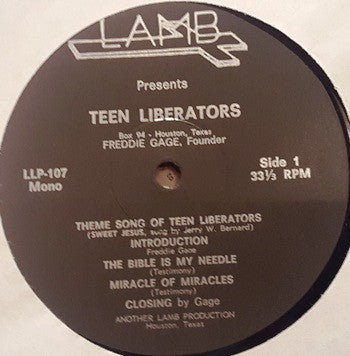 LAMB
Presents
TEEN LIBERATORS
Box 94 - Houston, Texas
FREDDIE GAGE, Founder
LLP-107
Mono
Side 1
33⅓ RPM
THEME SONG OF TEEN LIBERATORS
(SWEET JESUS, sung by Jerry W. Bernard)
INTRODUCTION
Freddie Gage
THE BIBLE IS MY NEEDLE
(Testimony)
MIRACLE OF MIRACLES
(Testimony)
CLOSING by Gage
ANOTHER LAMB PRODUCTION
Houston, Texas